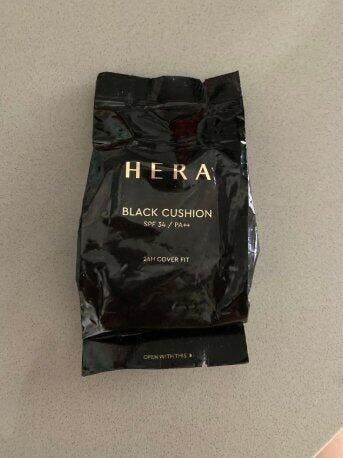 HERA
BLACK CUSHION
SPF 34 / PA++
24H COVER FIT
OPEN WITH THIS